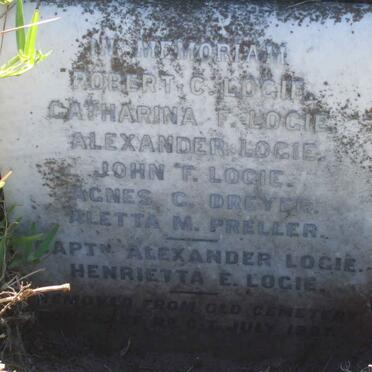 IN MEMORIAM
ROBERT C. LOGIE.
CATHARINA F. LOGIE.
ALEXANDER LOGIE.
JOHN F. LOGIE.
AGNES C. DREYER.
ALETTA M. PRELLER.
CAPTN ALEXANDER LOGIE.
HENRIETTA E. LOGIE.
REMOVED FROM OLD CEMETERY
JULY